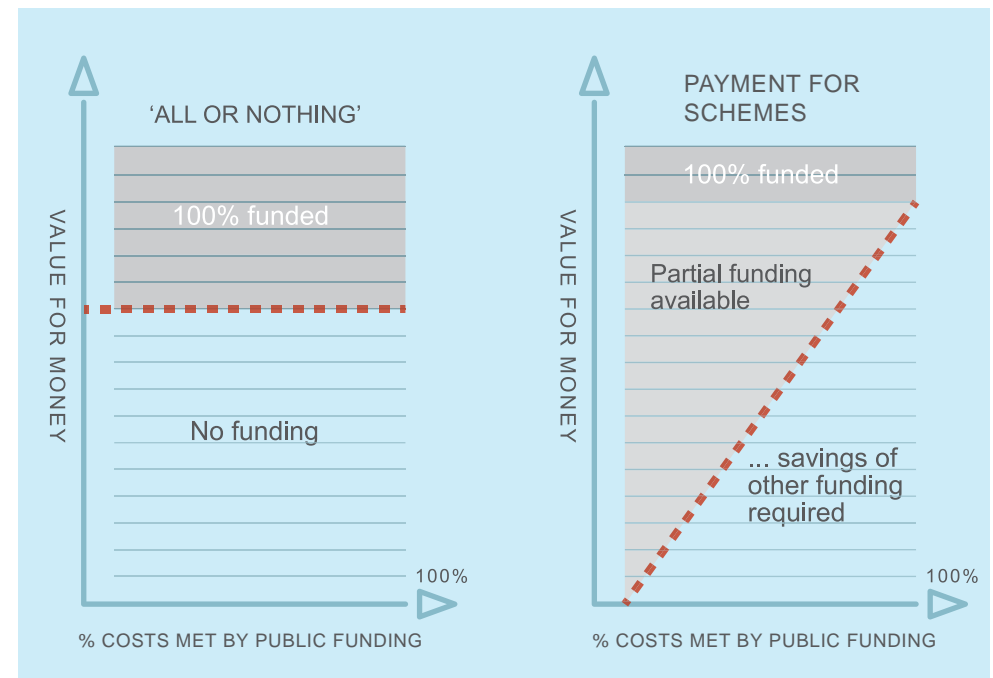 ‘ALL OR NOTHING’
VALUE FOR MONEY
100% funded
No funding
100%
% COSTS MET BY PUBLIC FUNDING
PAYMENT FOR
SCHEMES
VALUE FOR MONEY
100% funded
Partial funding
available
... savings of
other funding
required
100%
% COSTS MET BY PUBLIC FUNDING